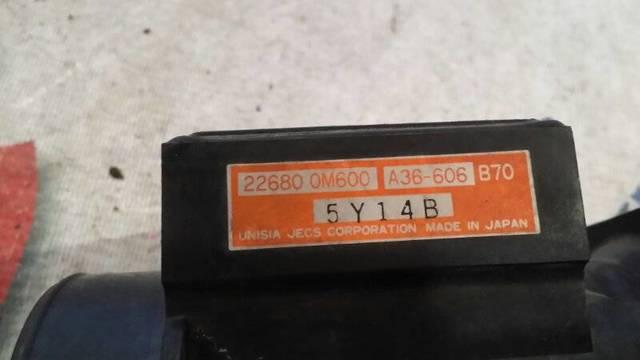 22680 0M600 A36-606 B70
5Y14B
UNISIA JECS CORPORATION MADE IN JAPAN